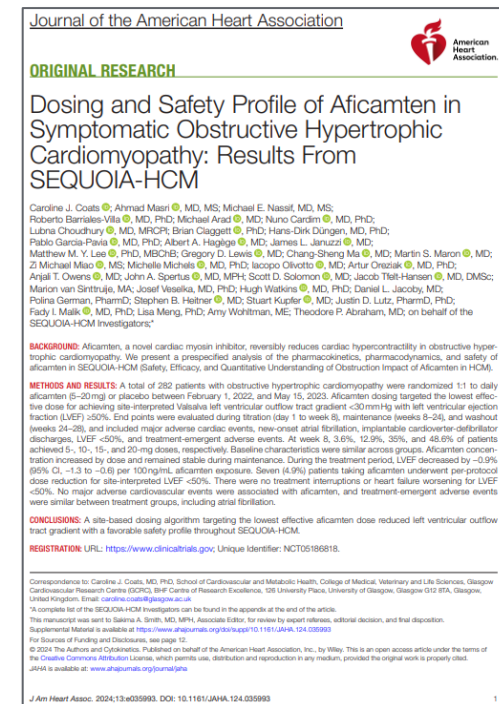 Journal of the American Heart Association
American
Heart
Association.
ORIGINAL RESEARCH
Dosing and Safety Profile of Aficamten in
Symptomatic Obstructive Hypertrophic
Cardiomyopathy: Results From
SEQUOIA-HCM
Caroline J. Coats, MD, PhD; Ahmad Masri, MD, MS; Michael E. Nassif, MD, MS;
Roberto Barriales-Villa, MD, PhD; Michael Arad, MD; Nuno Cardim, MD, PhD;
Lubna Choudhury, MD, MRCPI; Brian Claggett, PhD; Hans-Dirk Düngen, MD, PhD;
Pablo Garcia-Pavia, MD, PhD; Albert A. Hagège, MD, PhD; James L. Januzzi, MD;
Matthew M. Y. Lee, PhD, MBChB; Gregory D. Lewis, MD; Chang-Sheng Ma, MD; Martin S. Maron, MD;
Zi Michael Miao, MS; Michelle Michels, MD, PhD; Iacopo Olivotto, MD; Artur Oreziak, MD, PhD;
Anjali T. Owens, MD; John A. Spertus, MD, MPH; Scott D. Solomon, MD; Jacob Tfelt-Hansen, MD, DMSc;
Marion van Sinttruije, MA; Josef Veselka, MD, PhD; Hugh Watkins, MD, PhD; Daniel L. Jacoby, MD;
Polina German, PharmD; Stephen B. Heitner, MD; Stuart Kupfer, MD; Justin D. Lutz, PharmD, PhD;
Fady I. Malik, MD, PhD; Lisa Meng, PhD; Amy Wohltman, ME; Theodore P. Abraham, MD; on behalf of the
SEQUOIA-HCM Investigators;*
BACKGROUND: Aficamten, a novel cardiac myosin inhibitor, reversibly reduces cardiac hypercontractility in obstructive hyper-
trophic cardiomyopathy. We present a prespecified analysis of the pharmacokinetics, pharmacodynamics, and safety of
aficamten in SEQUOIA-HCM (Safety, Efficacy, and Quantitative Understanding of Obstruction Impact of Aficamten in HCM).
METHODS AND RESULTS: A total of 282 patients with obstructive hypertrophic cardiomyopathy were randomized 1:1 to daily
aficamten (5–20 mg) or placebo between February 1, 2022, and May 15, 2023. Aficamten dosing targeted the lowest effec-
tive dose for achieving site-interpreted Valsalva left ventricular outflow tract gradient <30 mm Hg with left ventricular ejection
fraction (LVEF) ≥50%. End points were evaluated during titration (day 1 to week 8), maintenance (weeks 8–24), and washout
(weeks 24–28), and included major adverse cardiac events, new-onset atrial fibrillation, implantable cardioverter-defibrillator
discharges, LVEF <50%, and treatment-emergent adverse events. At week 8, 3.6%, 12.9%, 35%, and 48.6% of patients
achieved 5-, 10-, 15-, and 20-mg doses, respectively. Baseline characteristics were similar across groups. Aficamten concen-
tration increased by dose and remained stable during maintenance. During the treatment period, LVEF decreased by −0.9%
(95% CI, −1.3 to −0.6) per 100 ng/mL aficamten exposure. Seven (4.9%) patients taking aficamten underwent per-protocol
dose reduction for site-interpreted LVEF <50%. There were no treatment interruptions or heart failure worsening for LVEF
<50%. No major adverse cardiovascular events were associated with aficamten, and treatment-emergent adverse events
were similar between treatment groups, including atrial fibrillation.
CONCLUSIONS: A site-based dosing algorithm targeting the lowest effective aficamten dose reduced left ventricular outflow
tract gradient with a favorable safety profile throughout SEQUOIA-HCM.
REGISTRATION: URL: https://www.clinicaltrials.gov; Unique Identifier: NCT05186818.
Correspondence to: Caroline J. Coats, MD, PhD, School of Cardiovascular and Metabolic Health, College of Medical, Veterinary and Life Sciences, Glasgow
Cardiovascular Research Centre (GCRC), BHF Centre of Research Excellence, 126 University Place, University of Glasgow, Glasgow G12 8TA, Glasgow,
United Kingdom. Email: caroline.coats@glasgow.ac.uk
*A complete list of the SEQUOIA-HCM Investigators can be found in the appendix at the end of the article.
This manuscript was sent to Sakima A. Smith, MD, MPH, Associate Editor, for review by expert referees, editorial decision, and final disposition.
Supplemental Material is available at https://www.ahajournals.org/doi/suppl/10.1161/JAHA.124.035993
For Sources of Funding and Disclosures, see page 12.
© 2024 The Authors and Cytokinetics. Published on behalf of the American Heart Association, Inc., by Wiley. This is an open access article under the terms of
the Creative Commons Attribution License, which permits use, distribution and reproduction in any medium, provided the original work is properly cited.
JAHA is available at: www.ahajournals.org/journal/jaha
J Am Heart Assoc. 2024;13:e035993. DOI: 10.1161/JAHA.124.035993 1